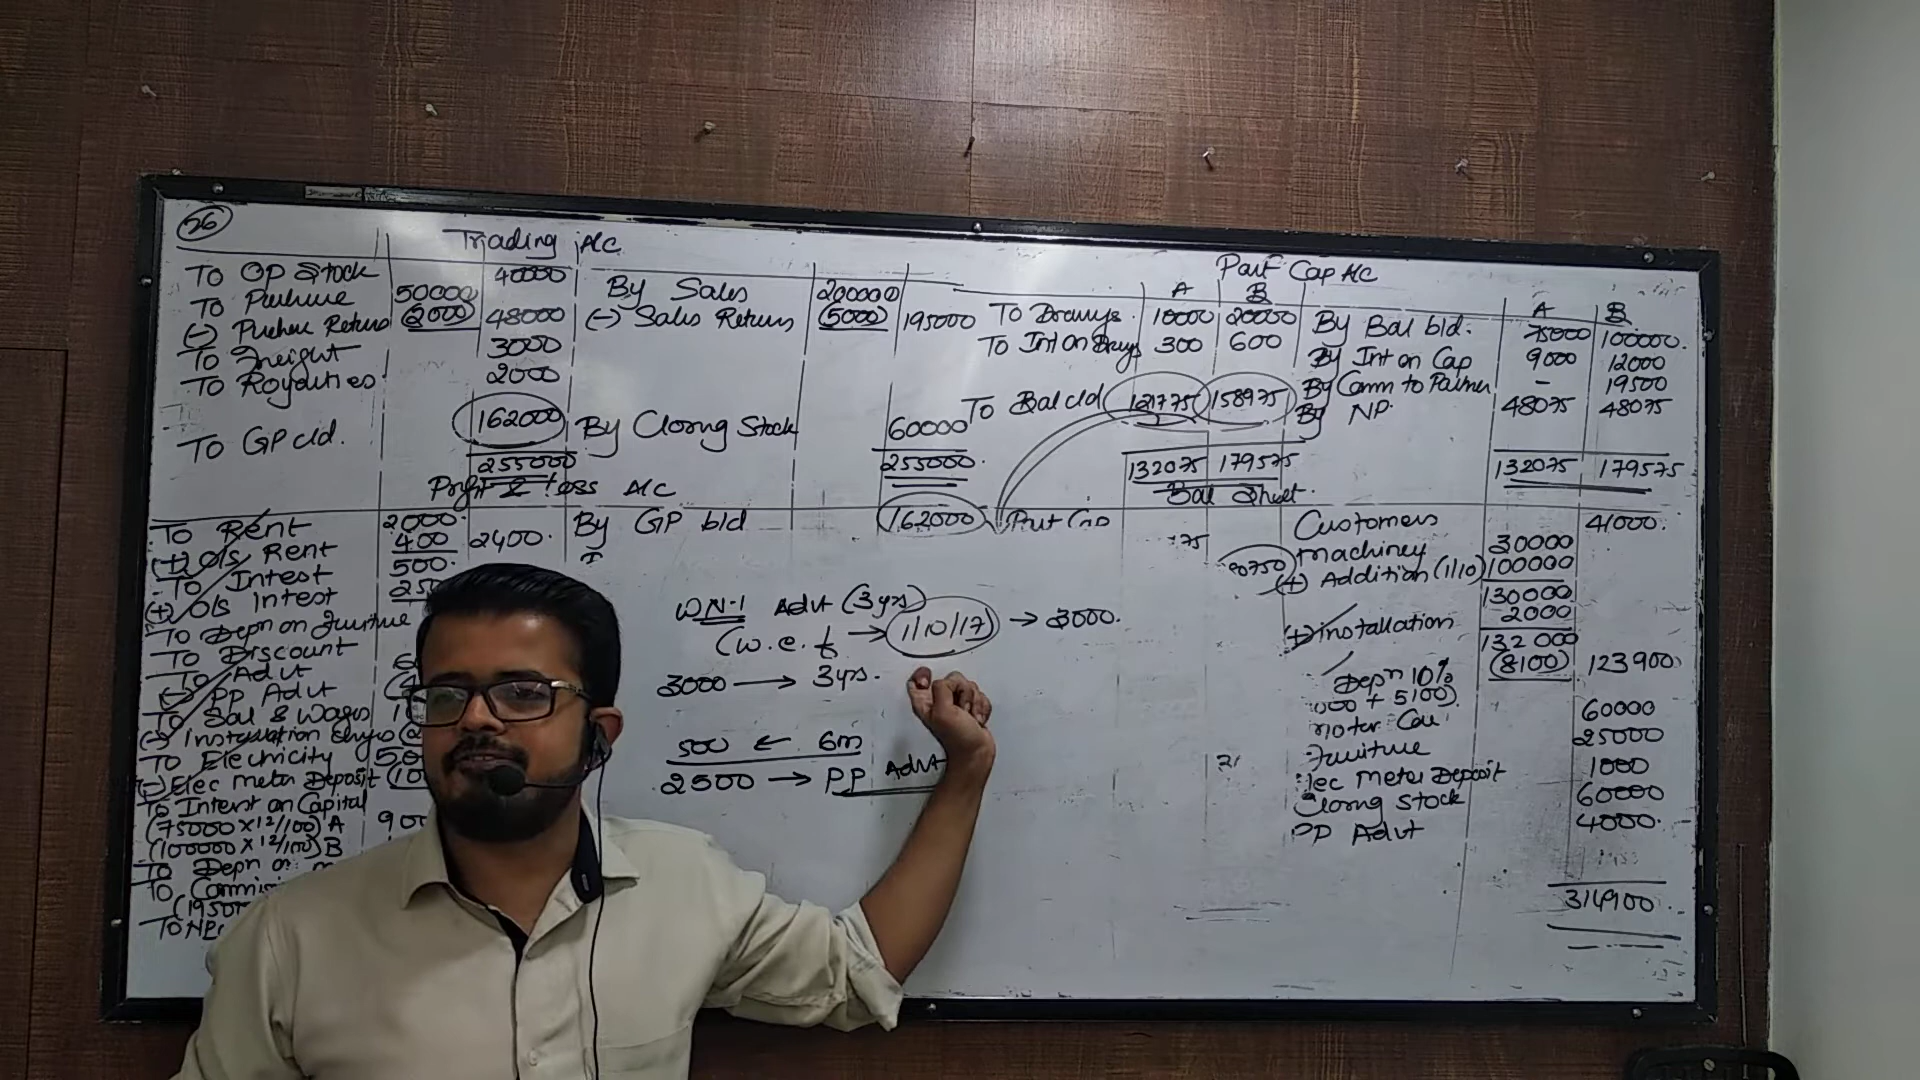 26
Trading A/C
To OP Stock 40000 By Sales 200000
To Purchase 50000
(-) Purchase Return (2000) 48000 (-) Sales Return (5000) 195000
To Freight 3000
To Royalties 2000
To GP c/d. 162000 By Closing Stock 60000
255000 255000.
Profit & Loss A/C
To Rent 2000. By GP b/d 162000
(+) O/s Rent 400 2400.
To Interest 500.
(+) O/s Interest
To Depn on Furniture
To Discount
To Advt
(-) PP Advt
To Sal & Wages
(-) Installation Chrgs
To Electricity
(-) Elec Meter Deposit
To Interest on Capital
(75000 x 12/100) A
(100000 x 12/100) B
To Depn on
To
To NP
WN-1 Advt (3 yrs)
(w.e.f → 1/10/17) → 3000.
3000 → 3 yrs.
500 ← 6m
2500 → PP Advt
Part Cap A/C
A B A B
To Drawgs. 10000 20000 By Bal b/d. 75000 100000.
To Int on Drwgs 300 600 By Int on Cap 9000 12000
By Comm to Partner - 19500
To Bal c/d 121775 158975 By NP. 48075 48075
132075 179575 132075 179575
Bal Sheet.
Part Cap
Customers 41000.
Machinery 30000
(+) Addition (1/10) 100000
130000
(+) installation 2000
132000
Depn 10% (8100) 123900
000 + 5100)
Motor Car 60000
Furniture 25000
Elec Meter Deposit 1000
Closing Stock 60000
PP Advt 4000.
314900.